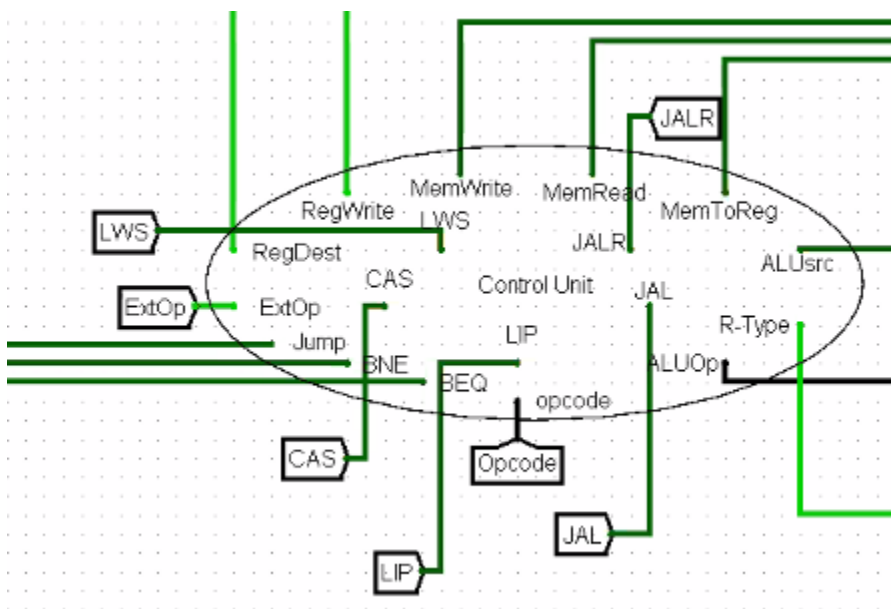 JALR
MemWrite
MemRead
RegWrite
MemToReg
LWS
LWS
JALR
RegDest
ALUsrc
CAS
Control Unit
JAL
ExtOp
ExtOp
LIP
R-Type
Jump
BNE
ALUOp
BEQ
opcode
CAS
Opcode
JAL
LIP